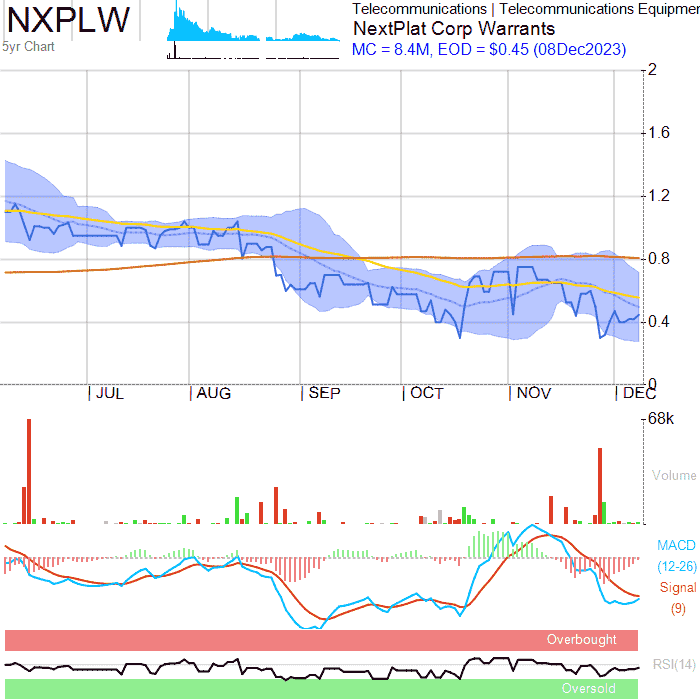 NXPLW
5yr Chart
Telecommunications | Telecommunications Equipmen
NextPlat Corp Warrants
MC = 8.4M, EOD = $0.45 (08Dec2023)
2
1.6
1.2
0.8
0.4
0
JUL
AUG
SEP
OCT
NOV
DEC
68k
Volume
MACD
(12-26)
Signal
(9)
Overbought
RSI(14)
Oversold